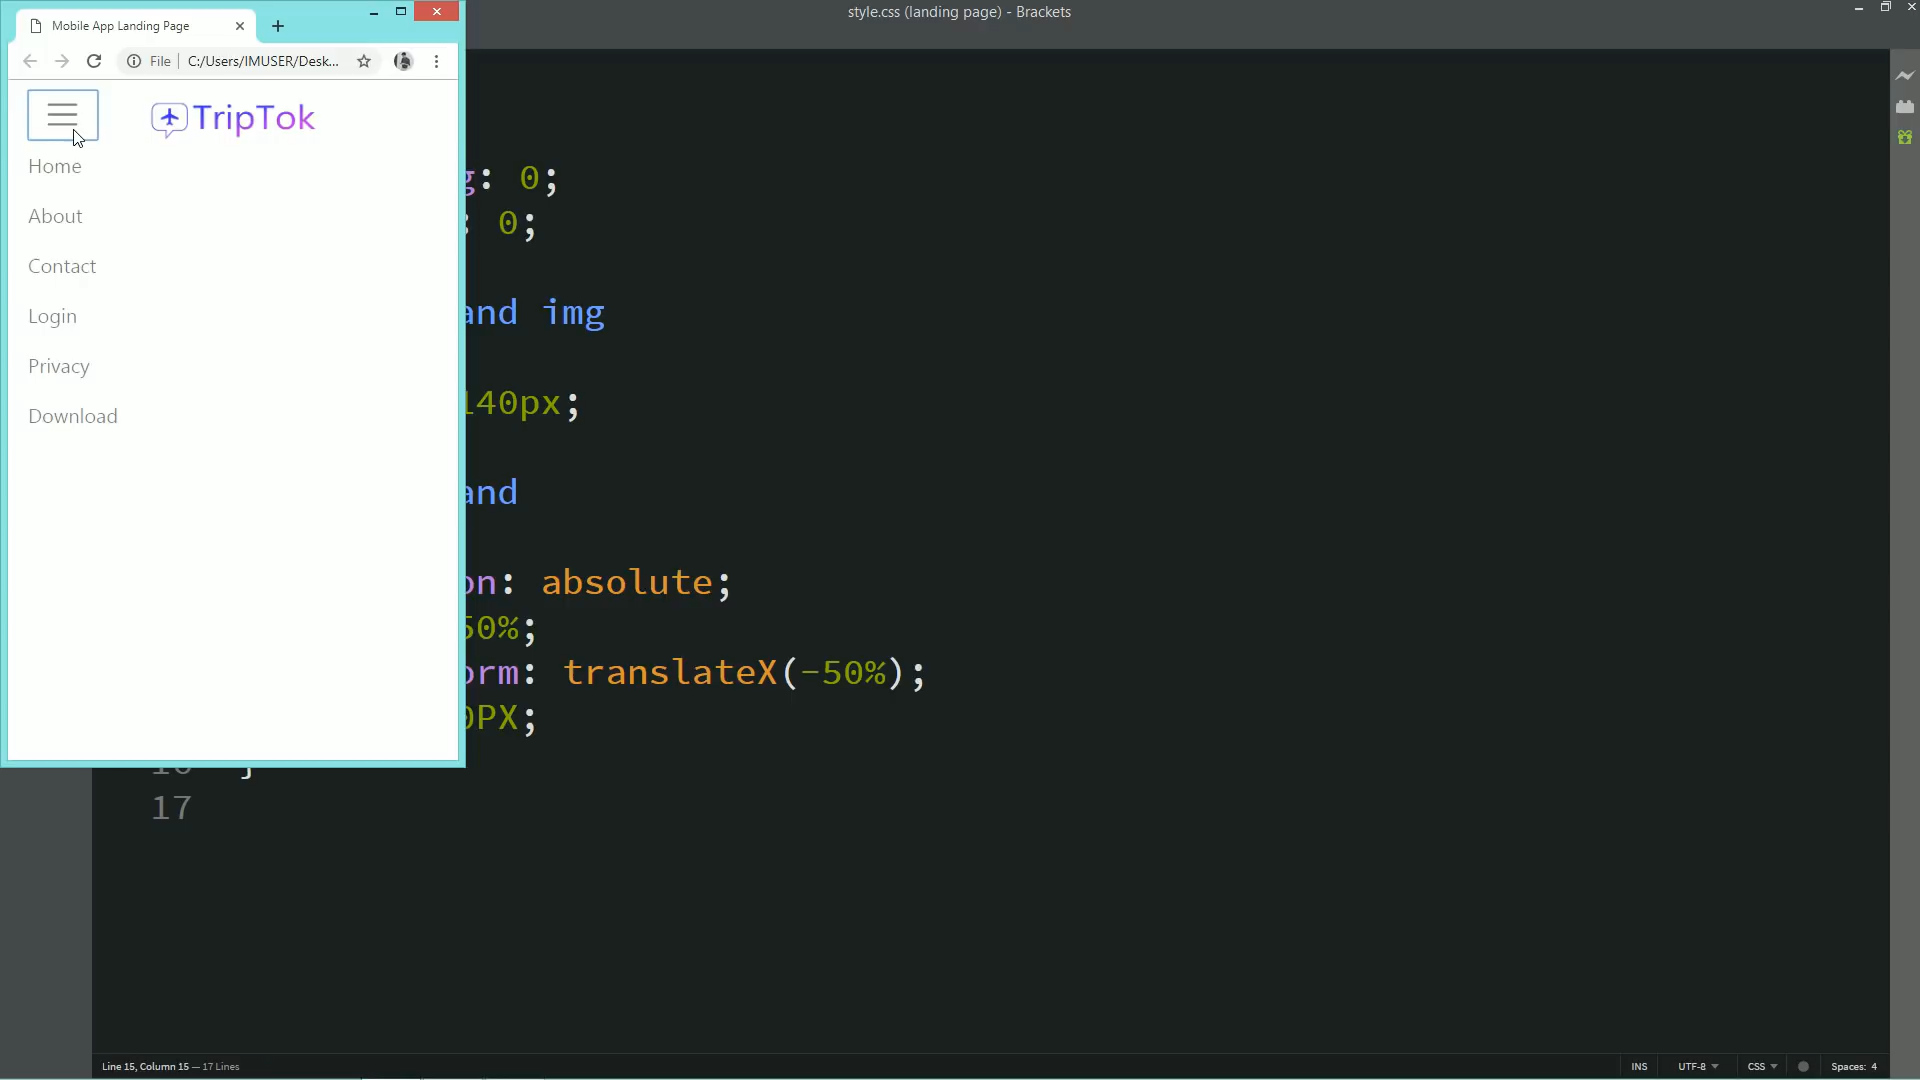 Mobile App Landing Page
style.css (landing page) - Brackets
File C:/Users/IMUSER/Desk...
TripTok
Home
About
Contact
Login
Privacy
Download
g: 0;
: 0;
and img
140px;
and
on: absolute;
50%;
orm: translateX(-50%);
0PX;
16 }
17
Line 15, Column 15 — 17 Lines
INS UTF-8 CSS Spaces: 4